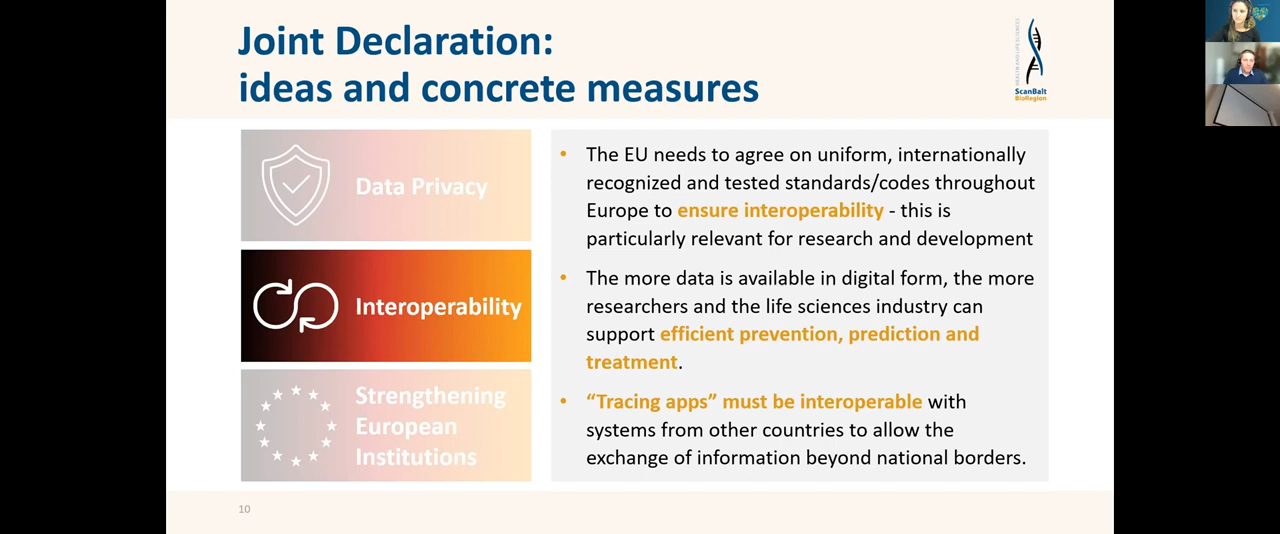 Joint Declaration:
ideas and concrete measures
HEALTH AND LIFE SCIENCES
ScanBalt
BioRegion
Data Privacy
Interoperability
Strengthening
European
Institutions
• The EU needs to agree on uniform, internationally
recognized and tested standards/codes throughout
Europe to ensure interoperability - this is
particularly relevant for research and development
• The more data is available in digital form, the more
researchers and the life sciences industry can
support efficient prevention, prediction and
treatment.
• “Tracing apps” must be interoperable with
systems from other countries to allow the
exchange of information beyond national borders.
10